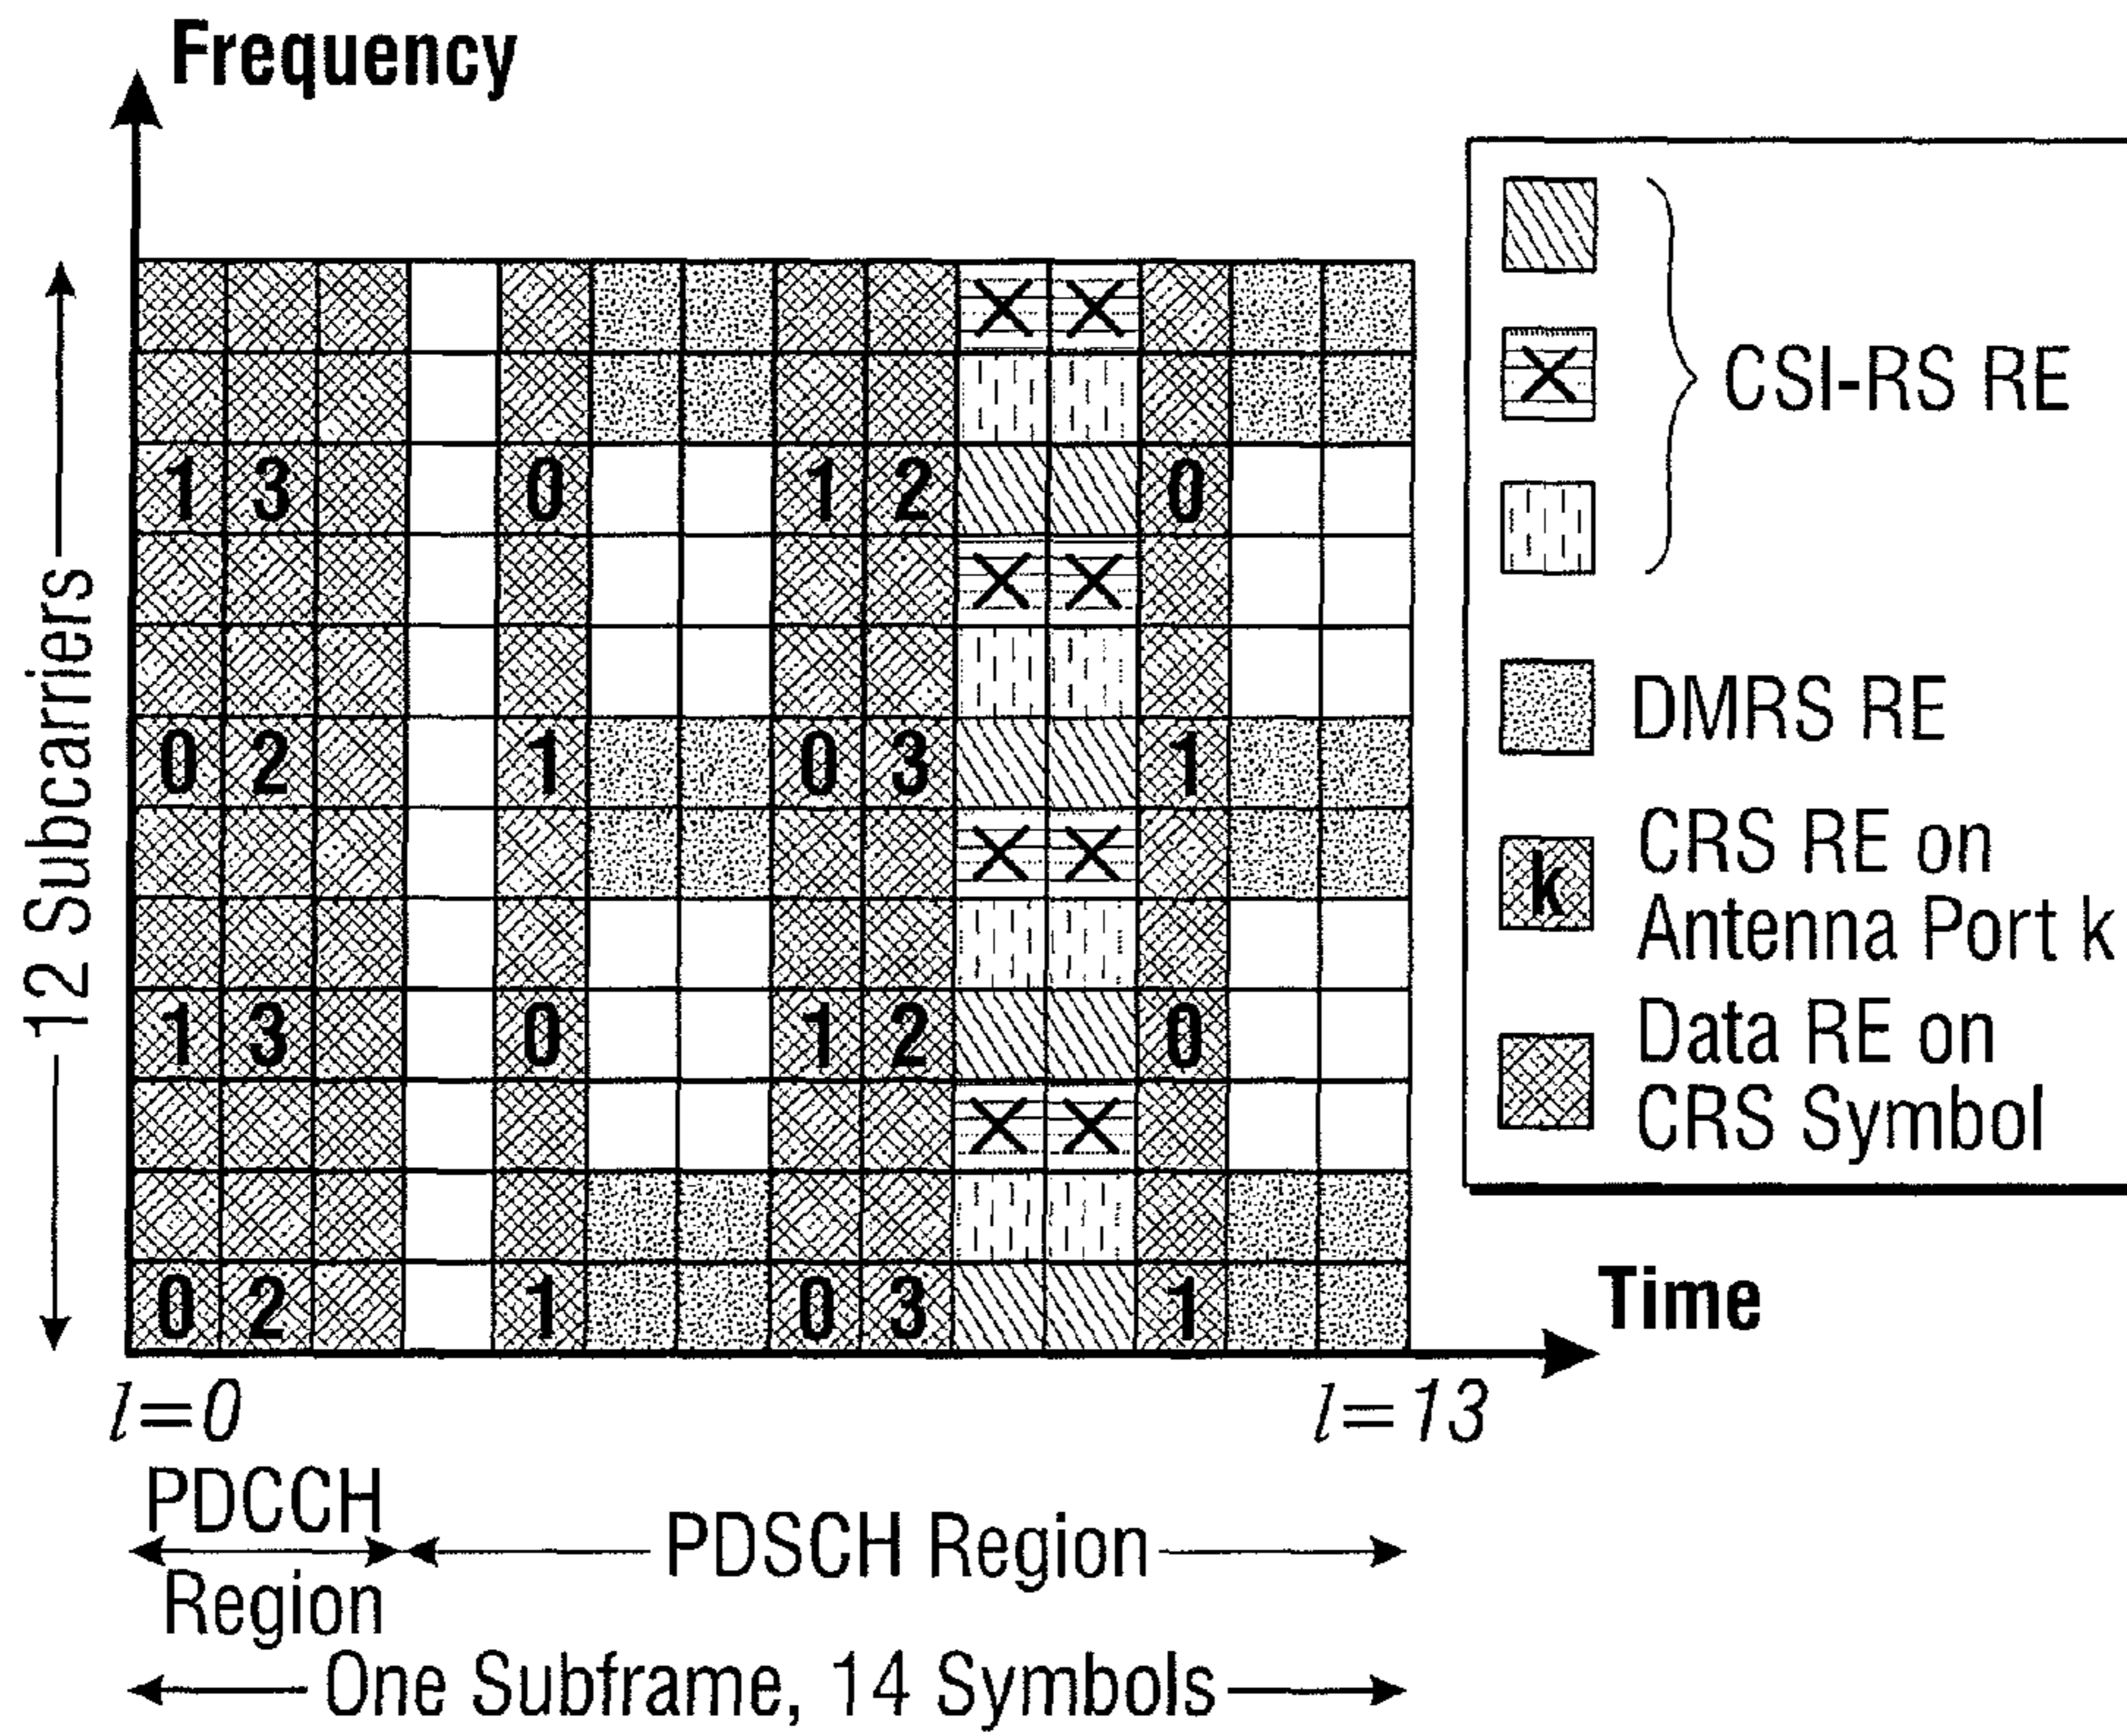 Frequency
12 Subcarriers
1 3 0 1 2 0
0 2 1 0 3 1
1 3 0 1 2 0
0 2 1 0 3 1
CSI-RS RE
DMRS RE
k
CRS RE on
Antenna Port k
Data RE on
CRS Symbol
Time
l=0
l=13
PDCCH
Region
PDSCH Region
One Subframe, 14 Symbols